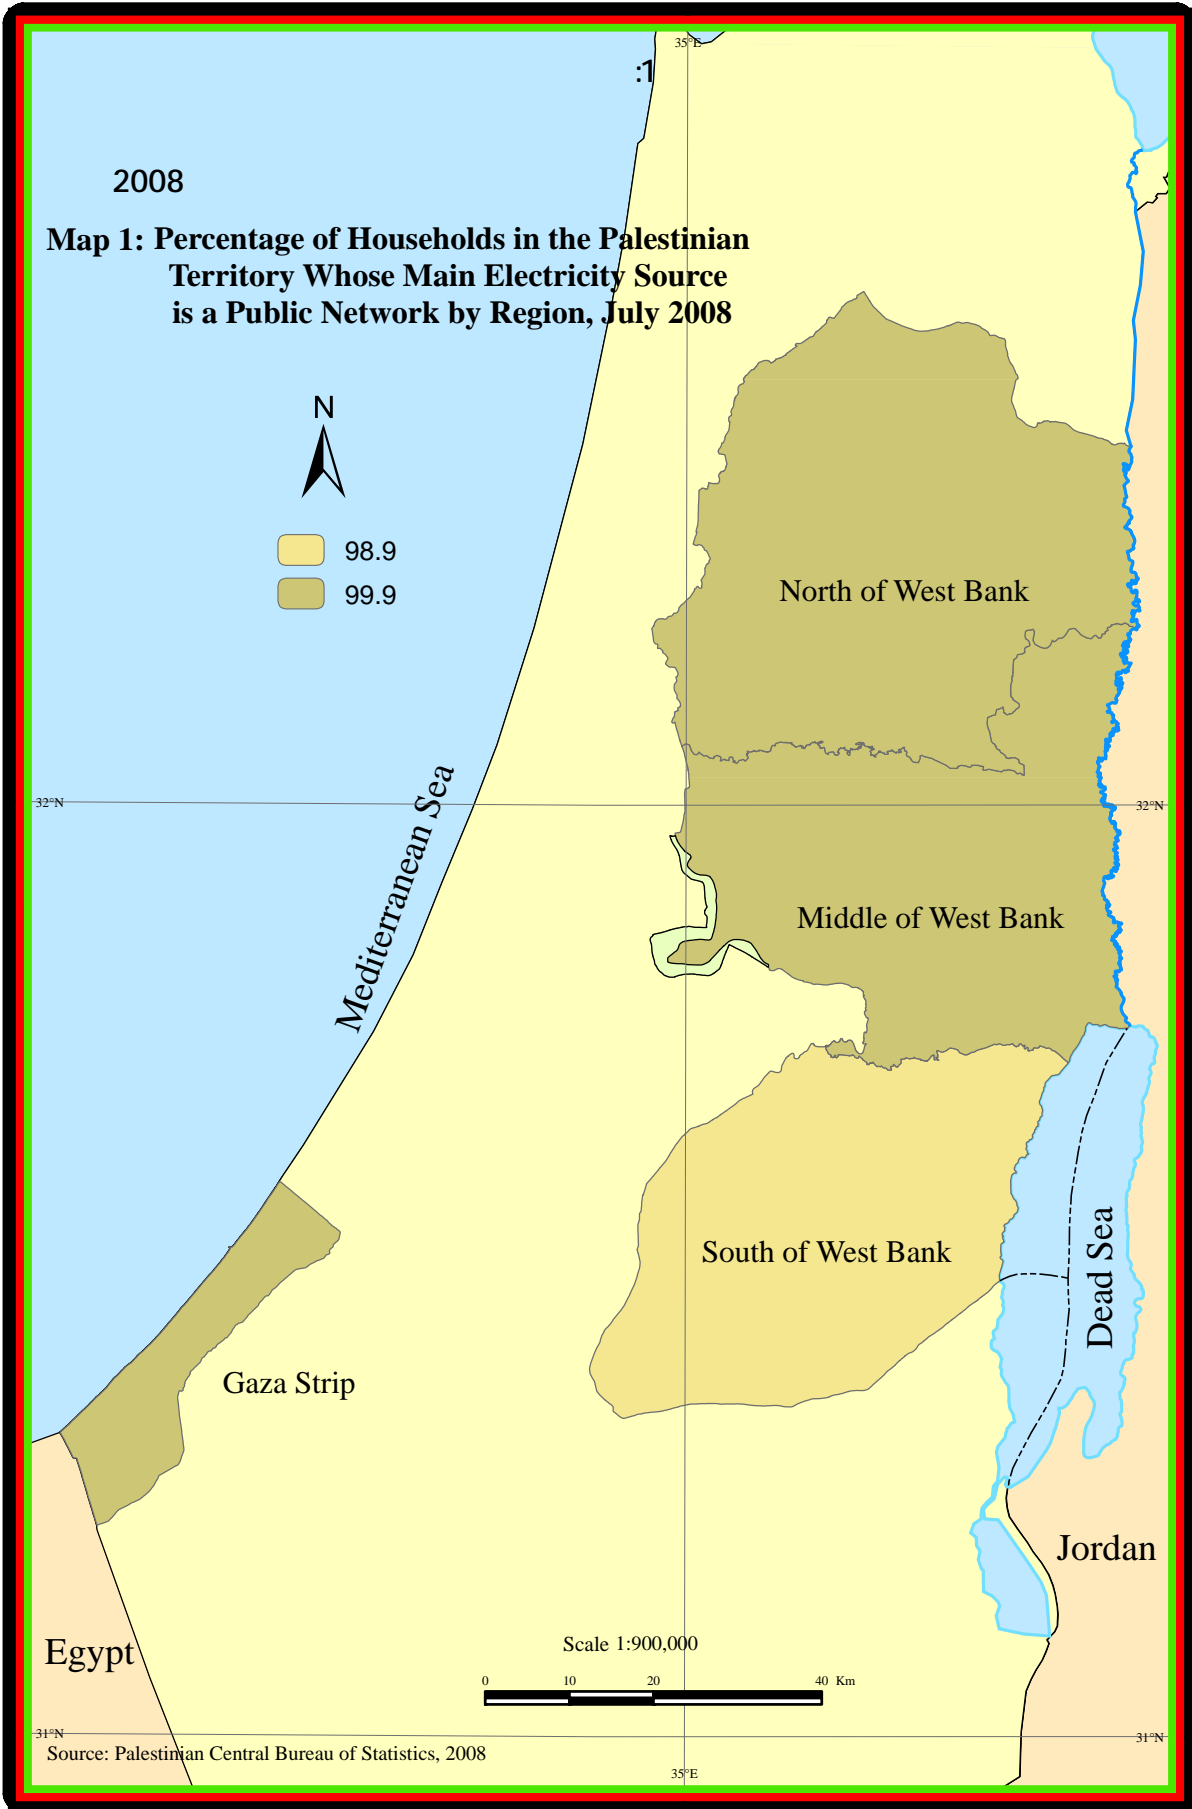 35°E
:1
2008
Map 1: Percentage of Households in the Palestinian
Territory Whose Main Electricity Source
is a Public Network by Region, July 2008
N
98.9
99.9
North of West Bank
Mediterranean Sea
32°N
32°N
Middle of West Bank
South of West Bank
Dead Sea
Gaza Strip
Jordan
Egypt
Scale 1:900,000
0 10 20 40 Km
31°N
31°N
Source: Palestinian Central Bureau of Statistics, 2008
35°E